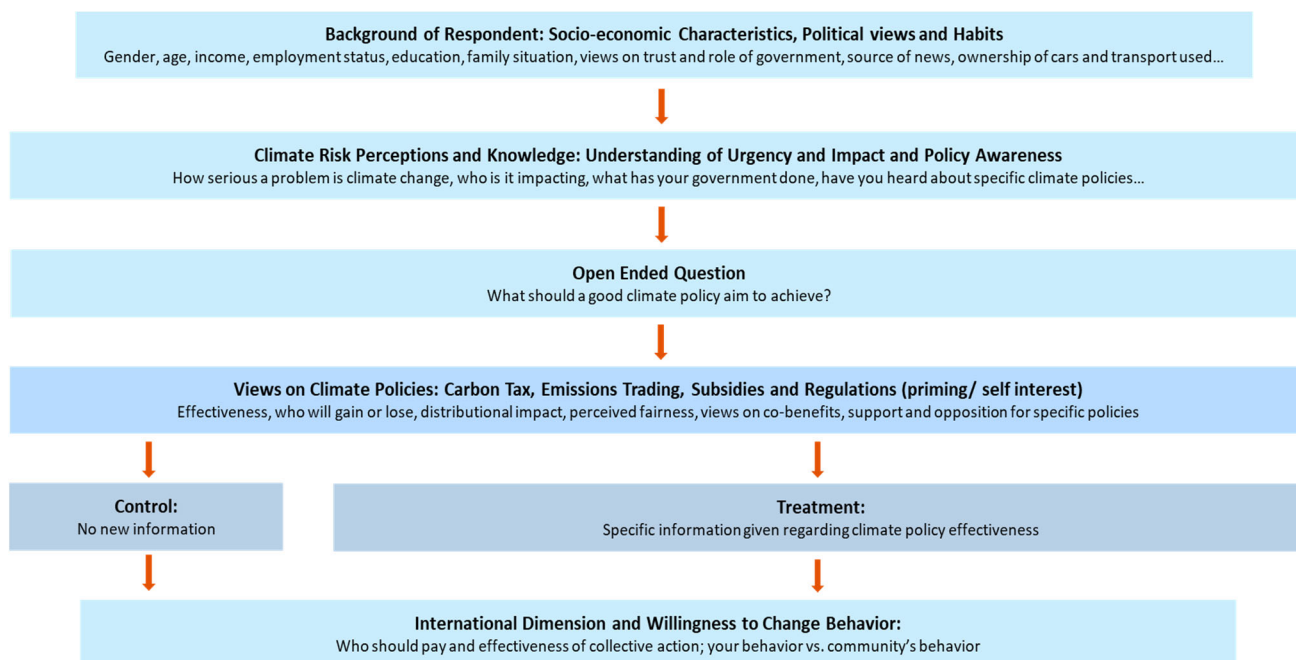 Background of Respondent: Socio-economic Characteristics, Political views and Habits
Gender, age, income, employment status, education, family situation, views on trust and role of government, source of news, ownership of cars and transport used...
Climate Risk Perceptions and Knowledge: Understanding of Urgency and Impact and Policy Awareness
How serious a problem is climate change, who is it impacting, what has your government done, have you heard about specific climate policies...
Open Ended Question
What should a good climate policy aim to achieve?
Views on Climate Policies: Carbon Tax, Emissions Trading, Subsidies and Regulations (priming/ self interest)
Effectiveness, who will gain or lose, distributional impact, perceived fairness, views on co-benefits, support and opposition for specific policies
Control:
No new information
Treatment:
Specific information given regarding climate policy effectiveness
International Dimension and Willingness to Change Behavior:
Who should pay and effectiveness of collective action; your behavior vs. community's behavior